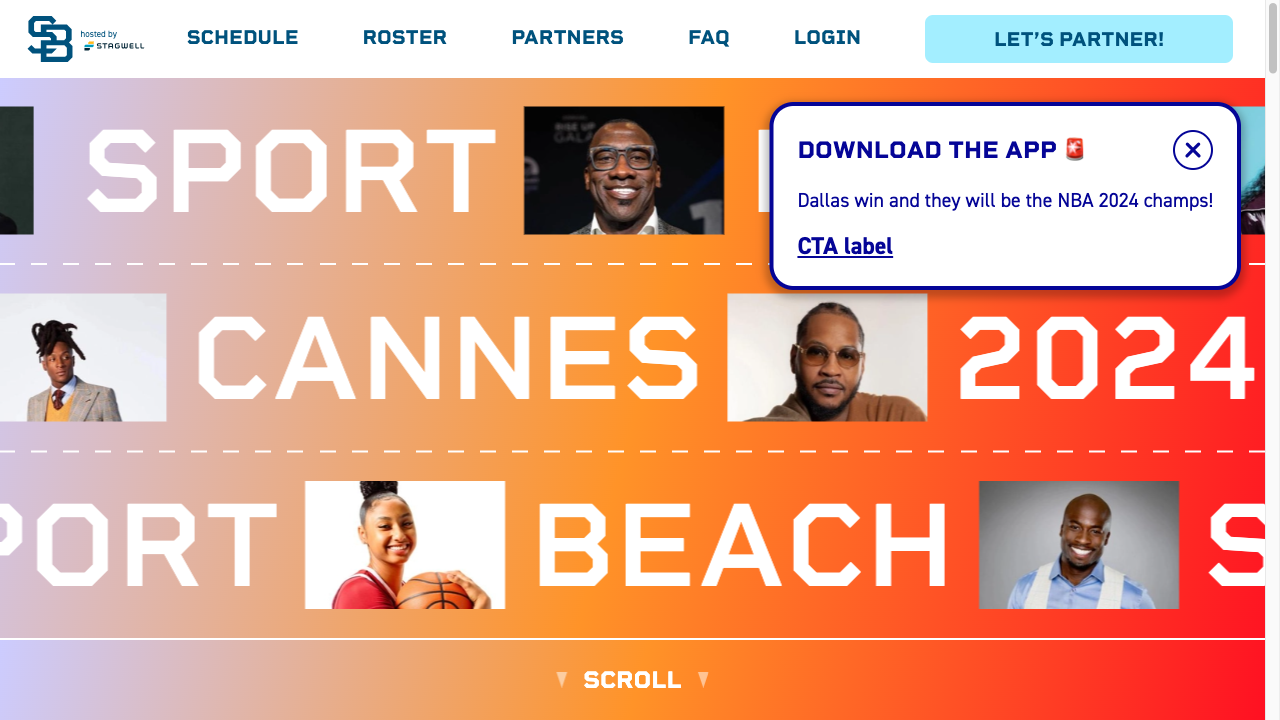 SB hosted by STAGWELL
SCHEDULE ROSTER PARTNERS FAQ LOGIN LET’S PARTNER!
SPORT
DOWNLOAD THE APP 🚨
Dallas win and they will be the NBA 2024 champs!
CTA label
CANNES 2024
PORT BEACH S
SCROLL